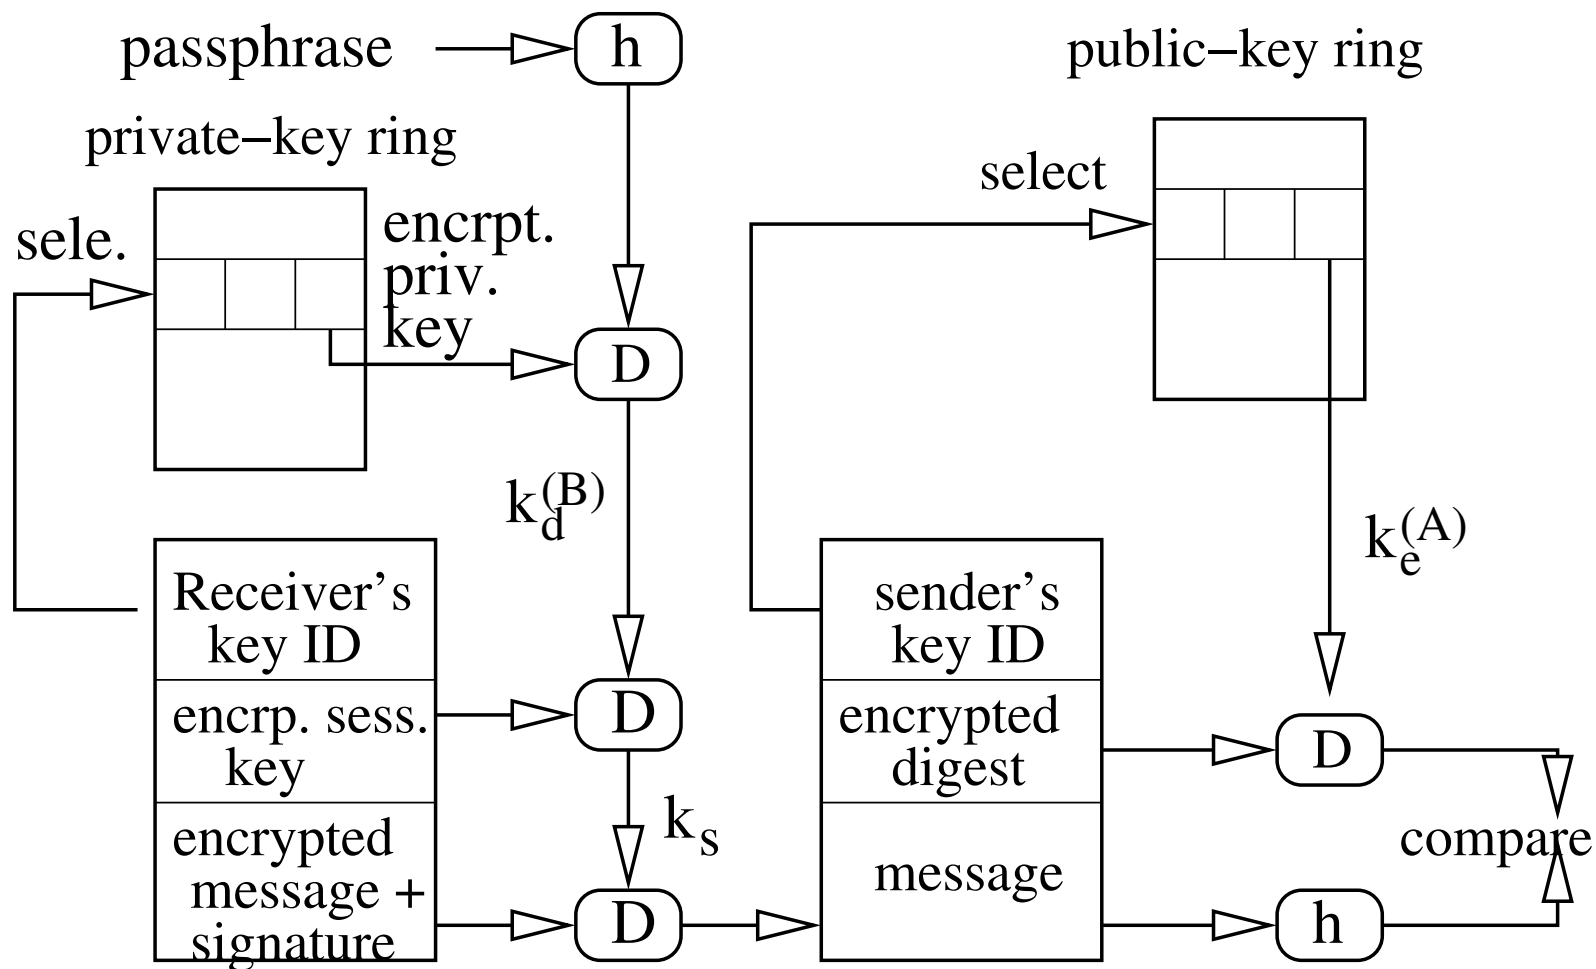 passphrase
h
public–key ring
private–key ring
select
sele.
encrpt.
priv.
key
D
k_d^(B)
k_e^(A)
Receiver's
key ID
sender's
key ID
encrp. sess.
key
D
encrypted
digest
D
k_s
encrypted
message +
signature
D
message
compare
h